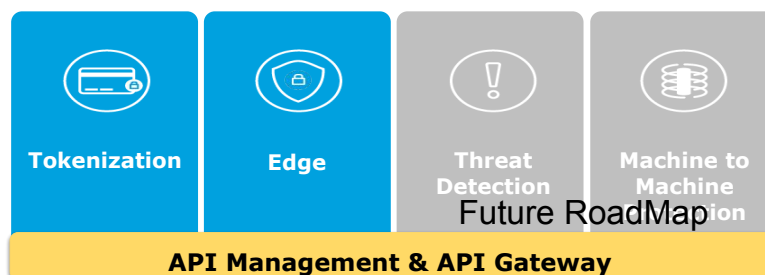 Tokenization
Edge
Threat
Detection
Machine to
Machine
Future RoadMap
API Management & API Gateway